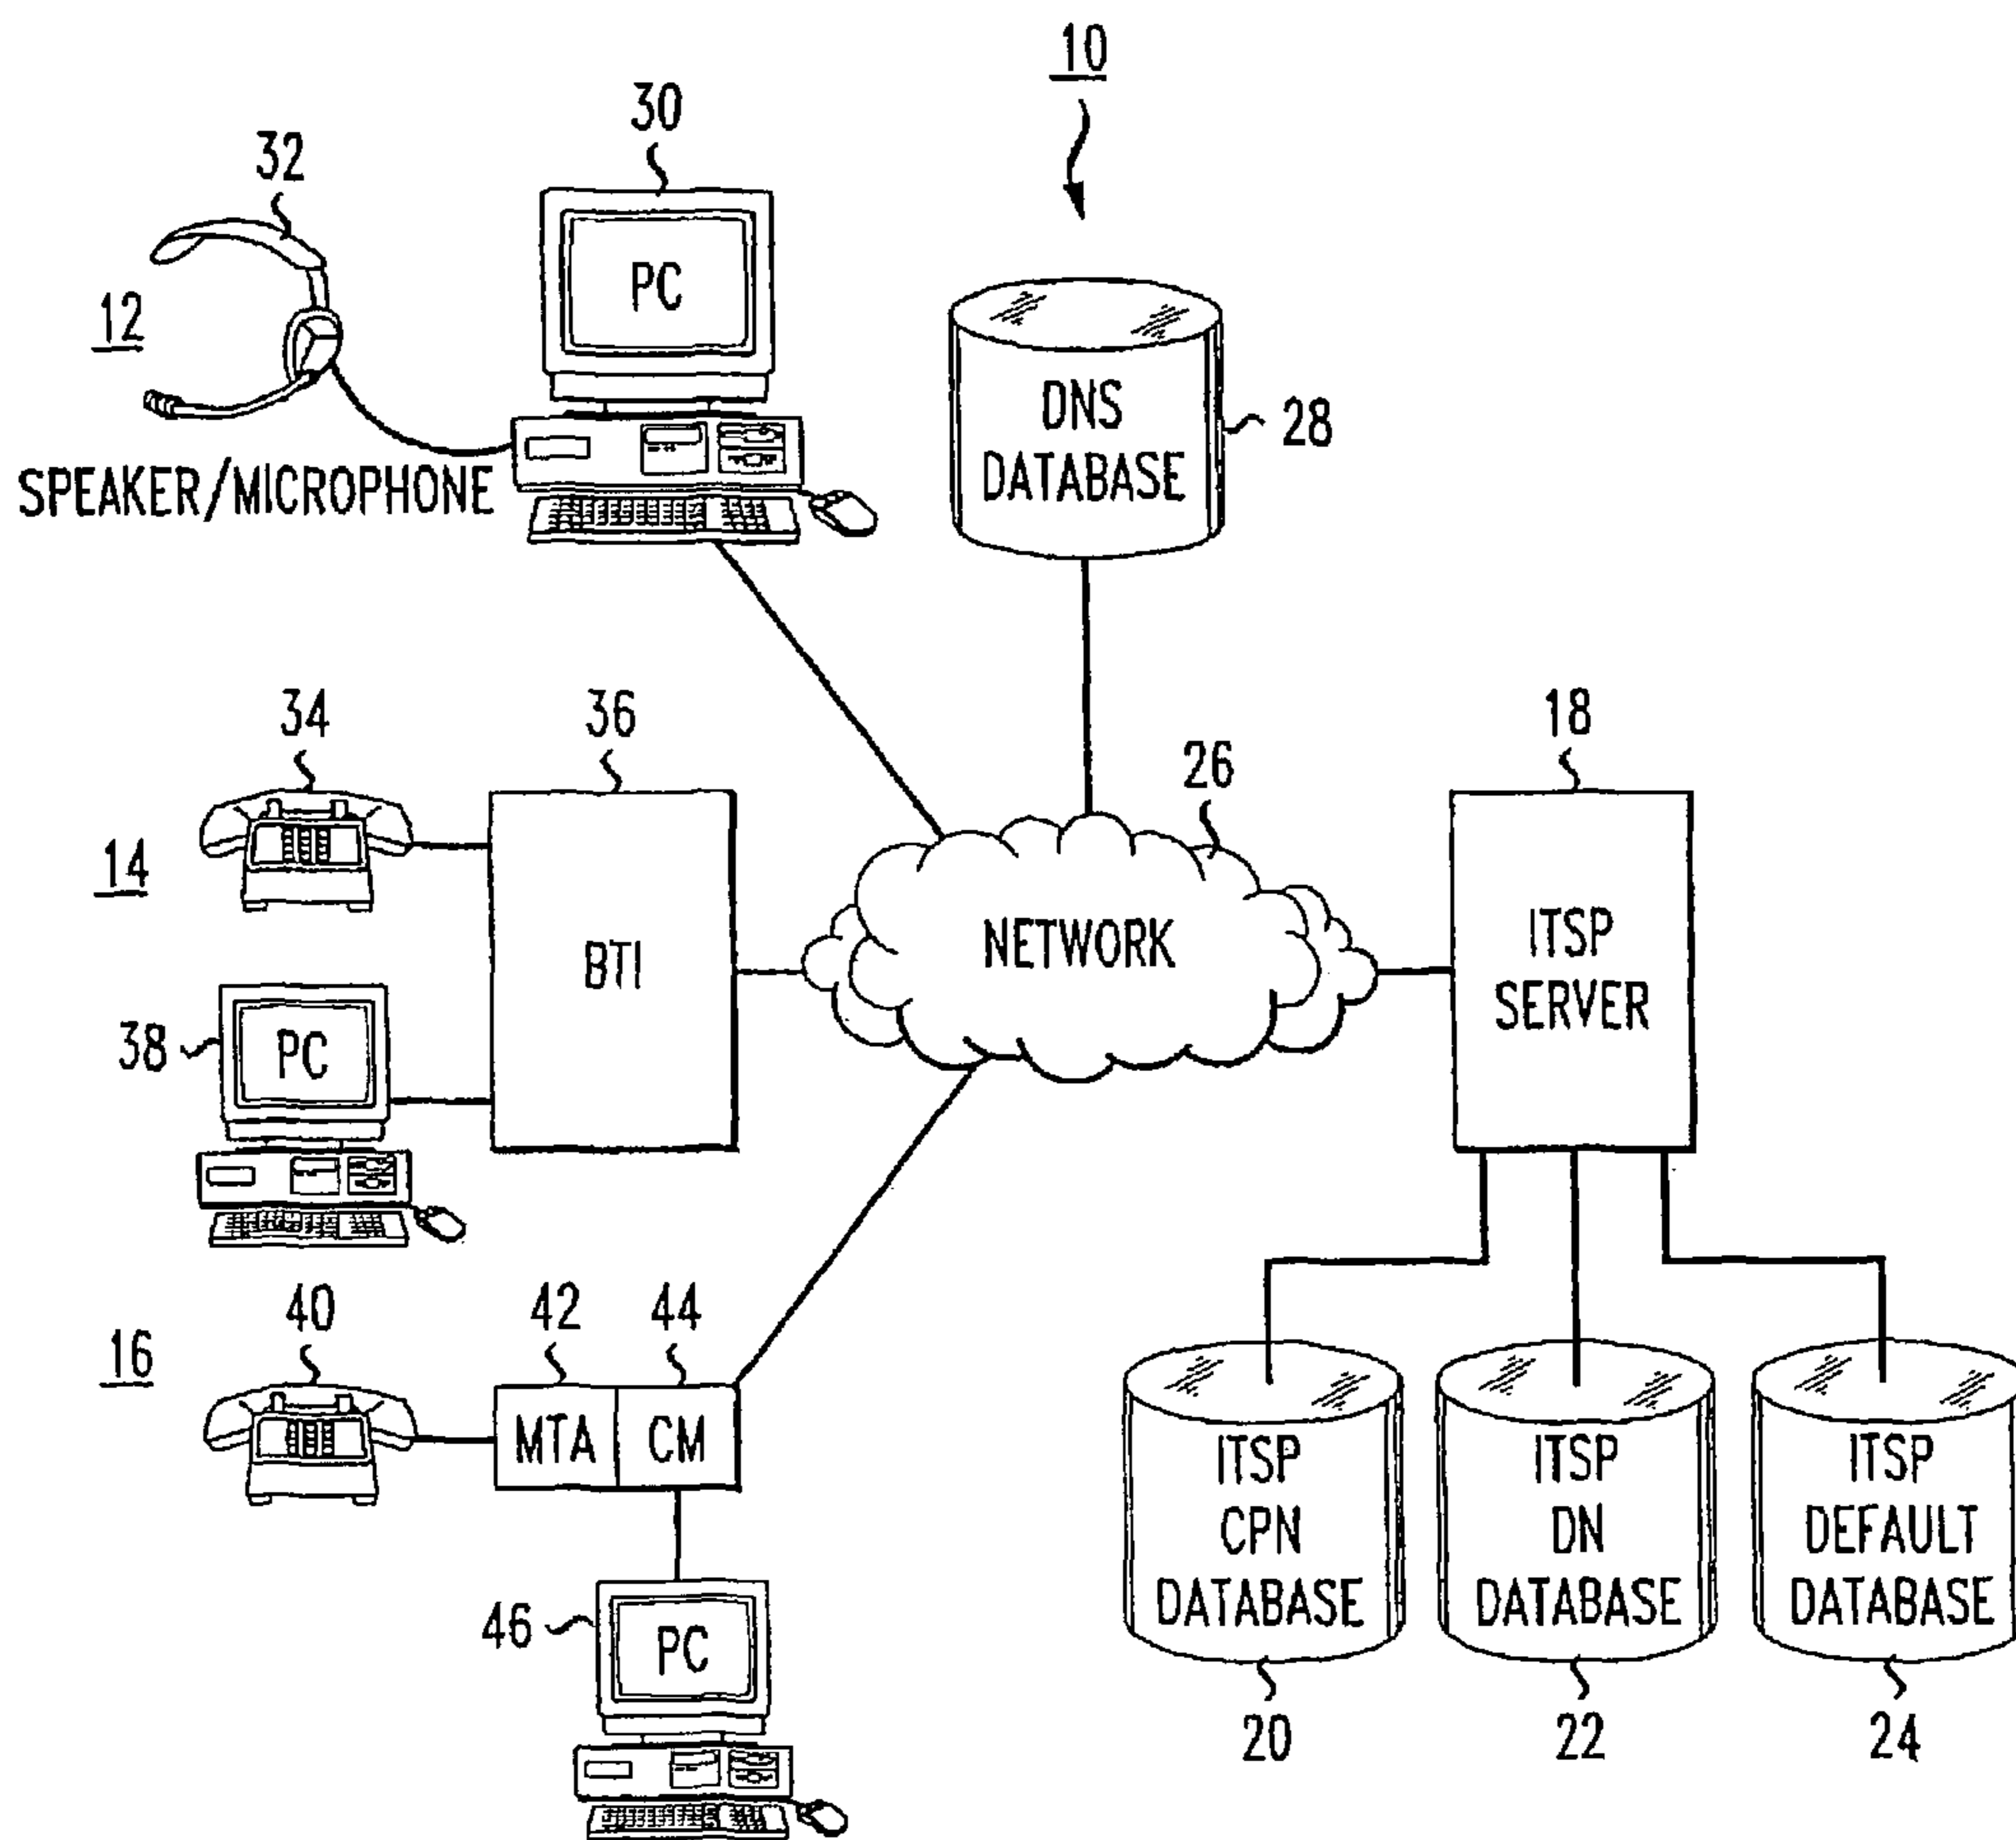 10
30
32
PC
12
DNS
DATABASE
28
SPEAKER/MICROPHONE
34
36
18
26
14
BTI
NETWORK
ITSP
SERVER
38
PC
40
42
44
16
MTA
CM
ITSP
CPN
DATABASE
ITSP
DN
DATABASE
ITSP
DEFAULT
DATABASE
46
PC
20
22
24